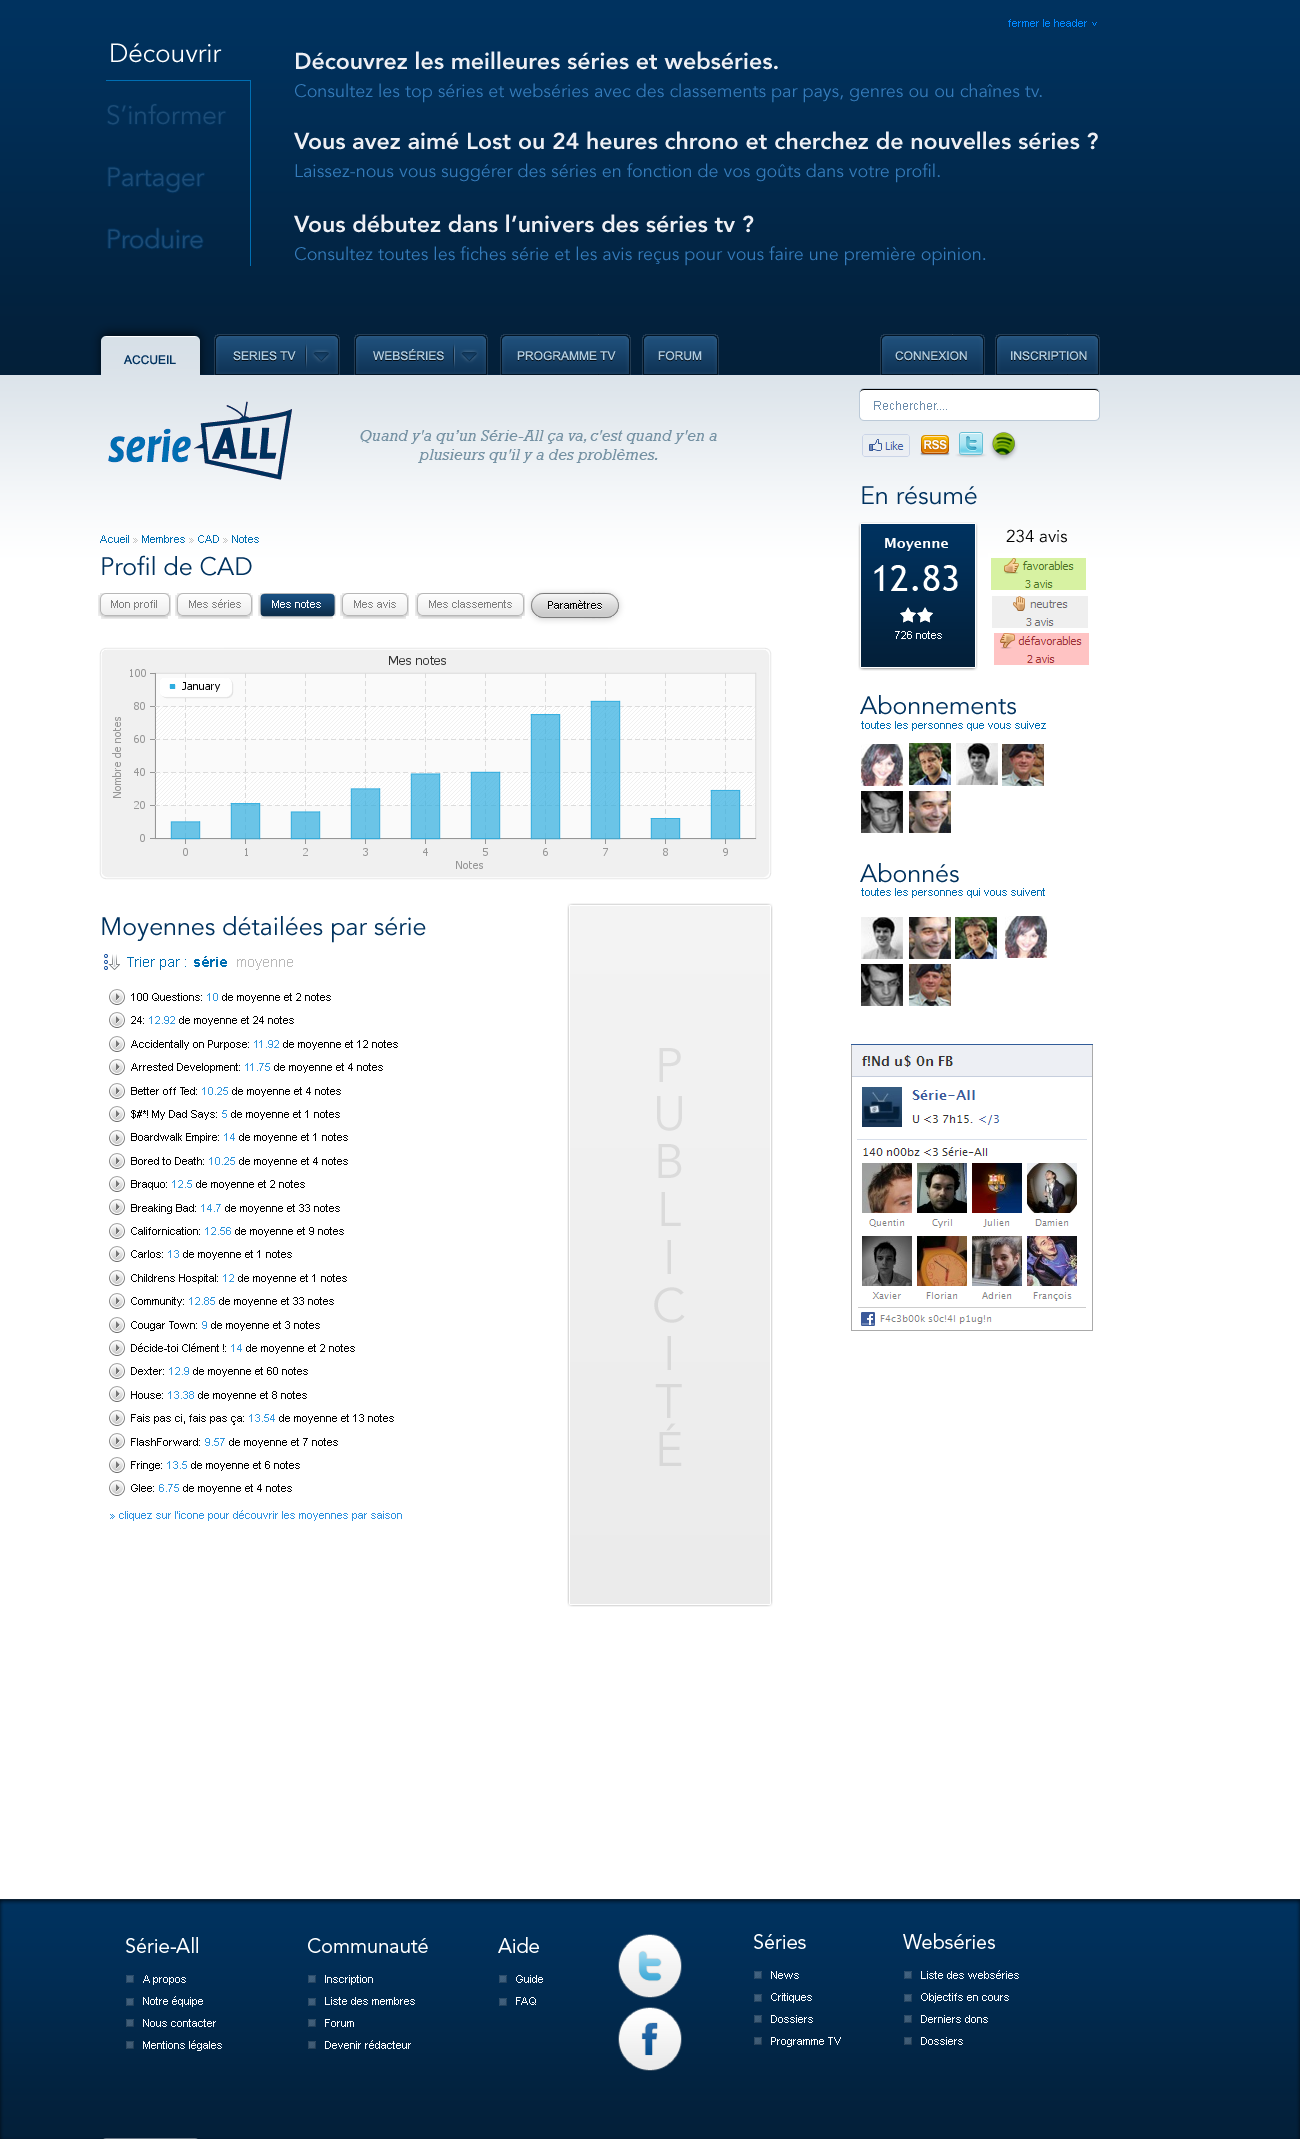 fermer le header v
Découvrir
S'informer
Partager
Produire
Découvrez les meilleures séries et webséries.
Consultez les top séries et webséries avec des classements par pays, genres ou ou chaînes tv.
Vous avez aimé Lost ou 24 heures chrono et cherchez de nouvelles séries ?
Laissez-nous vous suggérer des séries en fonction de vos goûts dans votre profil.
Vous débutez dans l'univers des séries tv ?
Consultez toutes les fiches série et les avis reçus pour vous faire une première opinion.
ACCUEIL
SERIES TV
WEBSÉRIES
PROGRAMME TV
FORUM
CONNEXION
INSCRIPTION
serie ALL
Quand y'a qu'un Série-All ça va, c'est quand y'en a
plusieurs qu'il y a des problèmes.
Rechercher....
Like
RSS
Acueil » Membres » CAD » Notes
Profil de CAD
Mon profil
Mes séries
Mes notes
Mes avis
Mes classements
Paramètres
Mes notes
January
Nombre de notes
100
80
60
40
20
0
0 1 2 3 4 5 6 7 8 9
Notes
Moyennes détailées par série
Trier par : série moyenne
100 Questions: 10 de moyenne et 2 notes
24: 12.92 de moyenne et 24 notes
Accidentally on Purpose: 11.92 de moyenne et 12 notes
Arrested Development: 11.75 de moyenne et 4 notes
Better off Ted: 10.25 de moyenne et 4 notes
$#*! My Dad Says: 5 de moyenne et 1 notes
Boardwalk Empire: 14 de moyenne et 1 notes
Bored to Death: 10.25 de moyenne et 4 notes
Braquo: 12.5 de moyenne et 2 notes
Breaking Bad: 14.7 de moyenne et 33 notes
Californication: 12.56 de moyenne et 9 notes
Carlos: 13 de moyenne et 1 notes
Childrens Hospital: 12 de moyenne et 1 notes
Community: 12.85 de moyenne et 33 notes
Cougar Town: 9 de moyenne et 3 notes
Décide-toi Clément !: 14 de moyenne et 2 notes
Dexter: 12.9 de moyenne et 60 notes
House: 13.38 de moyenne et 8 notes
Fais pas ci, fais pas ça: 13.54 de moyenne et 13 notes
FlashForward: 9.57 de moyenne et 7 notes
Fringe: 13.5 de moyenne et 6 notes
Glee: 6.75 de moyenne et 4 notes
» cliquez sur l'icone pour découvrir les moyennes par saison
PUBLICITÉ
En résumé
Moyenne
12.83
726 notes
234 avis
favorables
3 avis
neutres
3 avis
défavorables
2 avis
Abonnements
toutes les personnes que vous suivez
Abonnés
toutes les personnes qui vous suivent
f!Nd u$ 0n FB
Série-All
U <3 7h15. </3
140 n00bz <3 Série-All
Quentin Cyril Julien Damien
Xavier Florian Adrien François
F4c3b00k s0c!4l p1ug!n
Série-All
A propos
Notre équipe
Nous contacter
Mentions légales
Communauté
Inscription
Liste des membres
Forum
Devenir rédacteur
Aide
Guide
FAQ
Séries
News
Critiques
Dossiers
Programme TV
Webséries
Liste des webséries
Objectifs en cours
Derniers dons
Dossiers